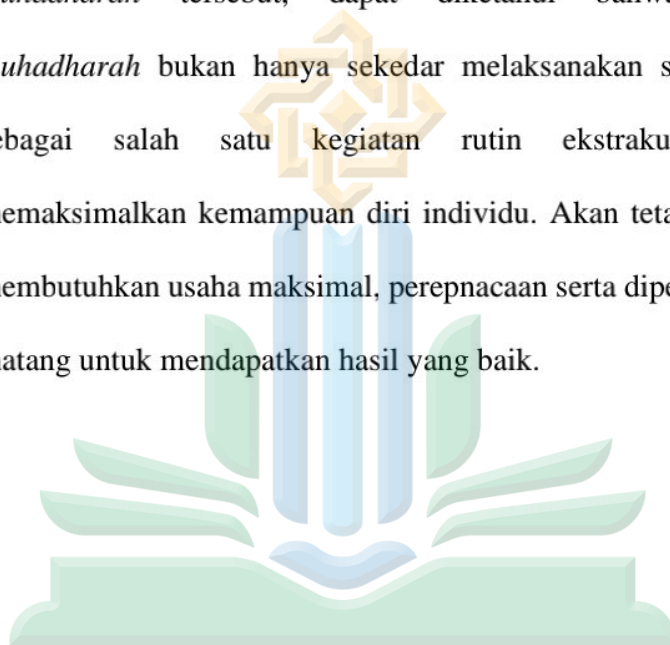 tersebut, dapat diketahui
uhadharah bukan hanya sekedar melaksanakan s
ebagai salah satu kegiatan rutin ekstraku
emaksimalkan kemampuan diri individu. Akan teta
embutuhkan usaha maksimal, perepnacaan serta dipe
atang untuk mendapatkan hasil yang baik.